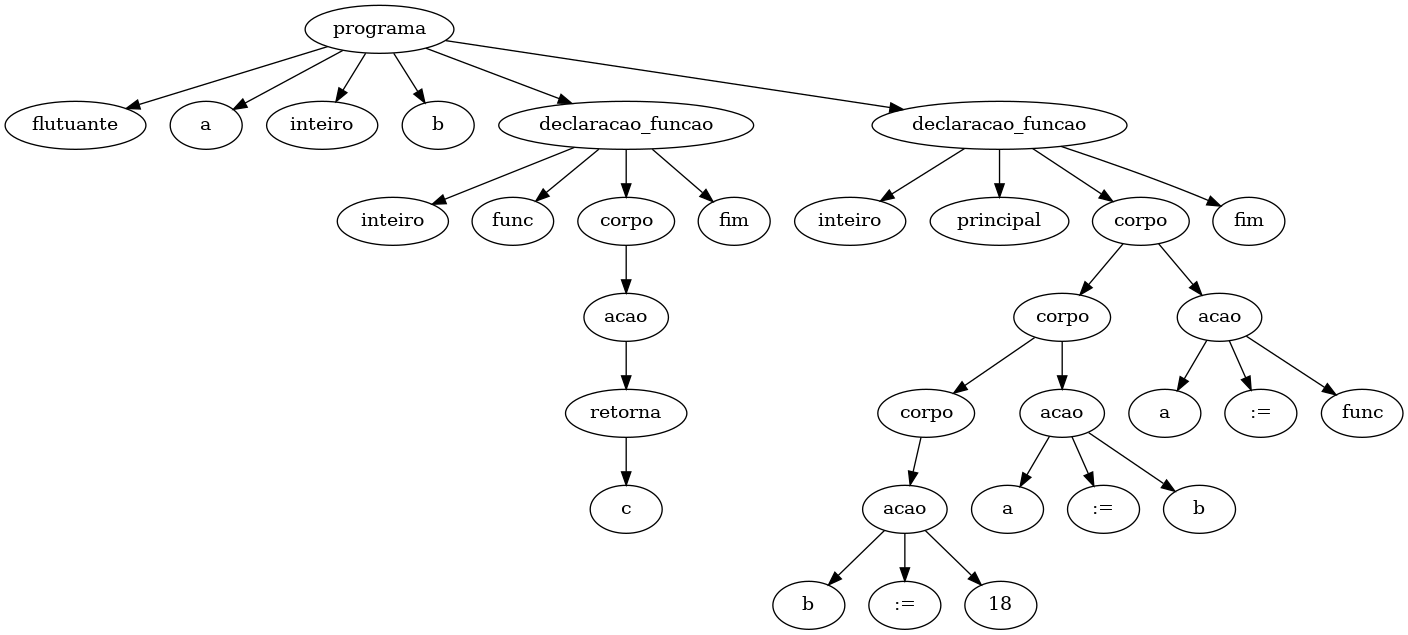 programa
flutuante a inteiro b declaracao_funcao declaracao_funcao
inteiro func corpo fim inteiro principal corpo fim
acao corpo acao
retorna corpo acao a := func
c acao a := b
b := 18